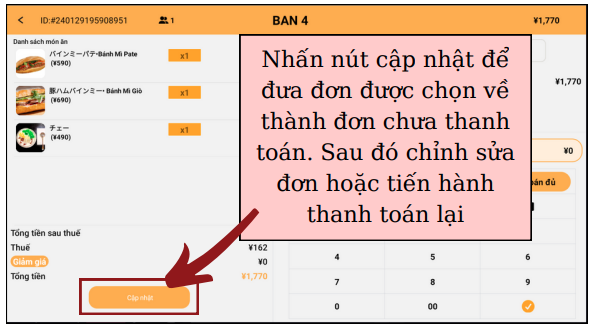 < ID:#240129195908951 1 BAN 4 ¥1,770
Danh sách món ăn
バインミーパテ-Bánh Mì Pate
(¥590)
x1
豚ハムバインミー- Bánh Mì Giò
(¥690)
x1
チェー
(¥490)
x1
Nhấn nút cập nhật để
đưa đơn được chọn về
thành đơn chưa thanh
toán. Sau đó chỉnh sửa
đơn hoặc tiến hành
thanh toán lại
¥1,770
¥0
đủ
Tổng tiền sau thuế
Thuế ¥162
Giảm giá ¥0
Tổng tiền ¥1,770
Cập nhật
4 5 6
7 8 9
0 00